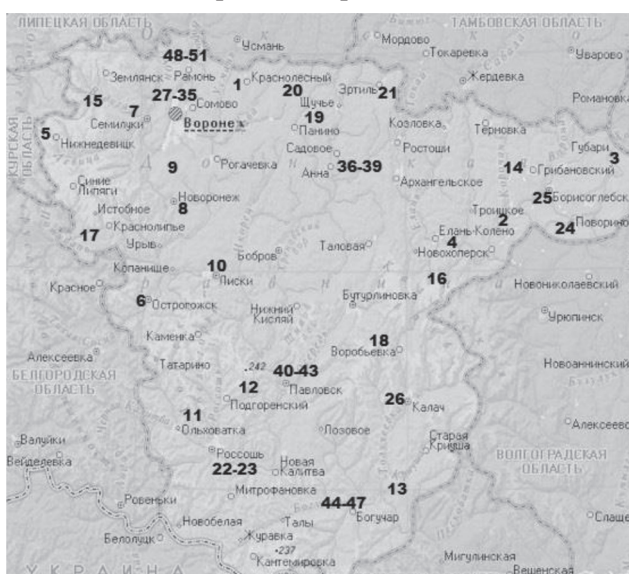 ЛИПЕЦКАЯ ОБЛАСТЬ
ТАМБОВСКАЯ ОБЛАСТЬ
Усмань
Мордово
48-51
Токаревка
Уварово
Землянск
Рамонь
1
Краснолесный
Жердевка
27-35
20
Эртиль
21
15
Сомово
Щучье
Романовка
7
19
Семилуки
Воронеж
Панино
Козловка
Терновка
5
КУРСКАЯ ОБЛАСТЬ
Нижнедевицк
Садовое
Ростоши
Губари
3
9
Рогачевка
Анна
36-39
14
Грибановский
Синие Липяги
Архангельское
25
Борисоглебск
Новоронеж
Истобное
8
Троицкое
2
Поворино
24
17
Краснолипье
Елань-Колено
4
Урыв
Бобров
Таловая
Новохоперск
Копанище
10
Лиски
16
Красное
Новониколаевский
6
Острогожск
Нижний Кисляй
Бутурлиновка
Урюпинск
Каменка
18
Воробьевка
Алексеевка
Татарино
242
40-43
Новоаннинский
БЕЛГОРОДСКАЯ ОБЛАСТЬ
12
Павловск
Подгоренский
26
Калач
11
Ольховатка
Лозовое
Алексеево
Валуйки
Старая Криуша
Вейделевка
Россошь
22-23
Новая Калитва
ВОЛГОГРАДСКАЯ ОБЛАСТЬ
Митрофановка
13
Ровеньки
44-47
Богучар
Новобелая
Талы
Слаще
Белолуцк
Журавка
237
Кантемировка
Мигулинская
УКРАИНА
Вешенская